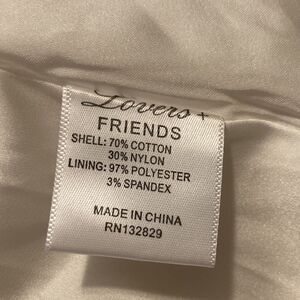 Lovers +
FRIENDS
SHELL: 70% COTTON
30% NYLON
LINING: 97% POLYESTER
3% SPANDEX
MADE IN CHINA
RN132829